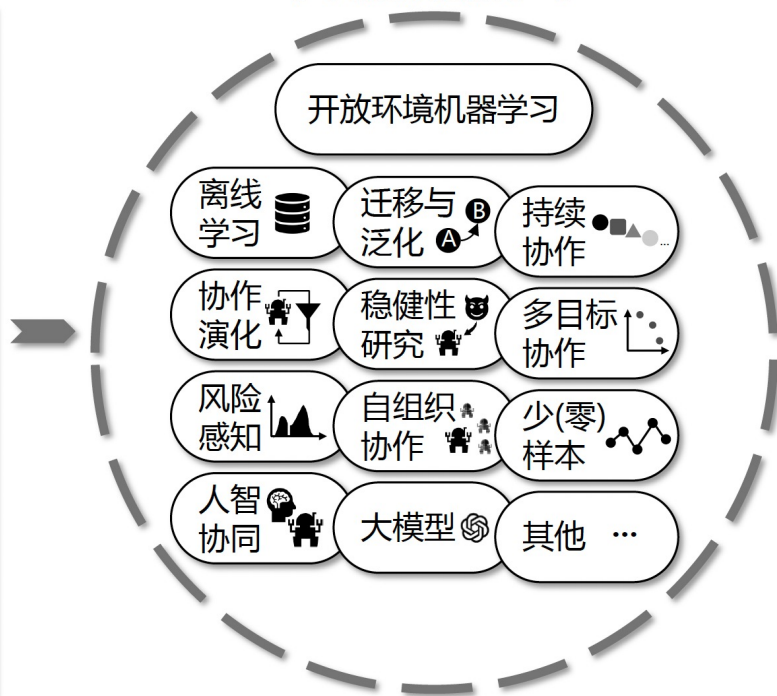 开放环境机器学习
离线
学习
迁移与
泛化
A
B
持续
协作
...
协作
演化
稳健性
研究
多目标
协作
风险
感知
自组织
协作
少(零)
样本
人智
协同
大模型
其他 ...